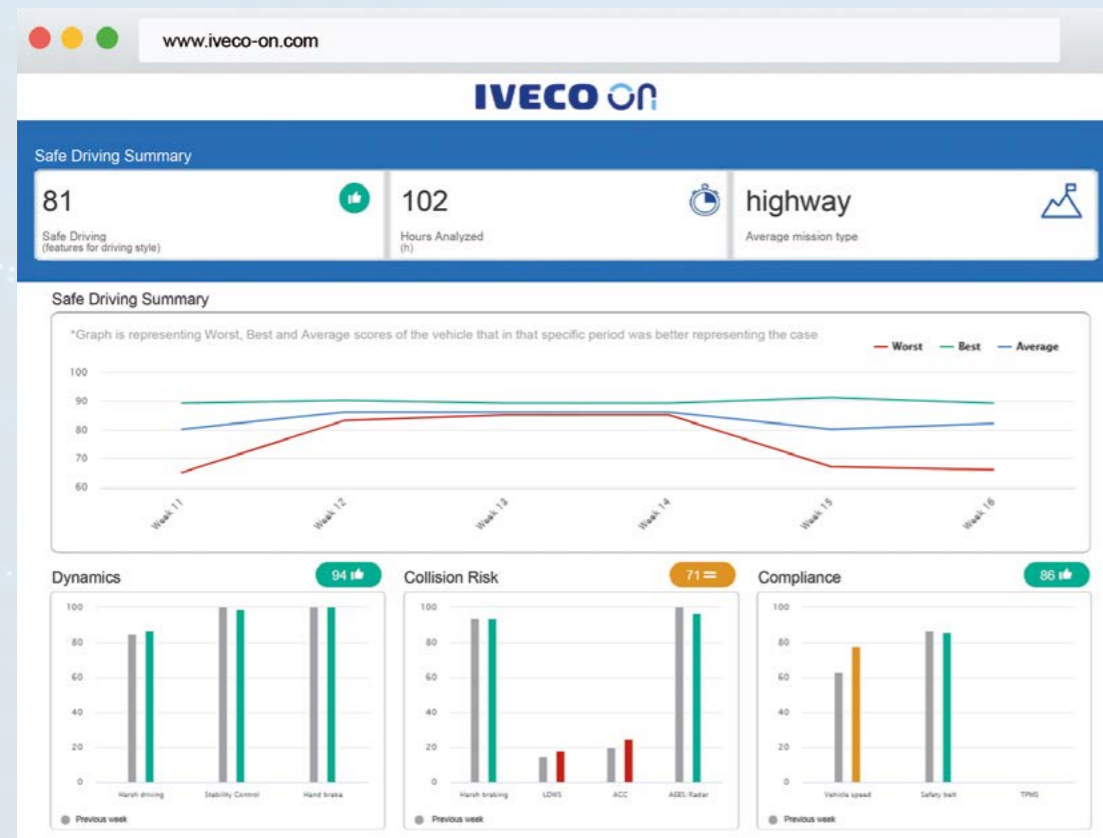 www.iveco-on.com
IVECO ON
Safe Driving Summary
81
Safe Driving
(features for driving style)
102
Hours Analyzed
(h)
highway
Average mission type
Safe Driving Summary
*Graph is representing Worst, Best and Average scores of the vehicle that in that specific period was better representing the case
Worst Best Average
100
90
80
70
60
Week 11 Week 12 Week 13 Week 14 Week 15 Week 16
Dynamics 94
100
80
60
40
20
0
Harsh driving Stability Control Hand brake
Previous week
Collision Risk 71
100
80
60
40
20
0
Harsh braking LDWS ACC AEBS/Radar
Previous week
Compliance 86
100
80
60
40
20
0
Vehicle speed Safety belt TPMS
Previous week